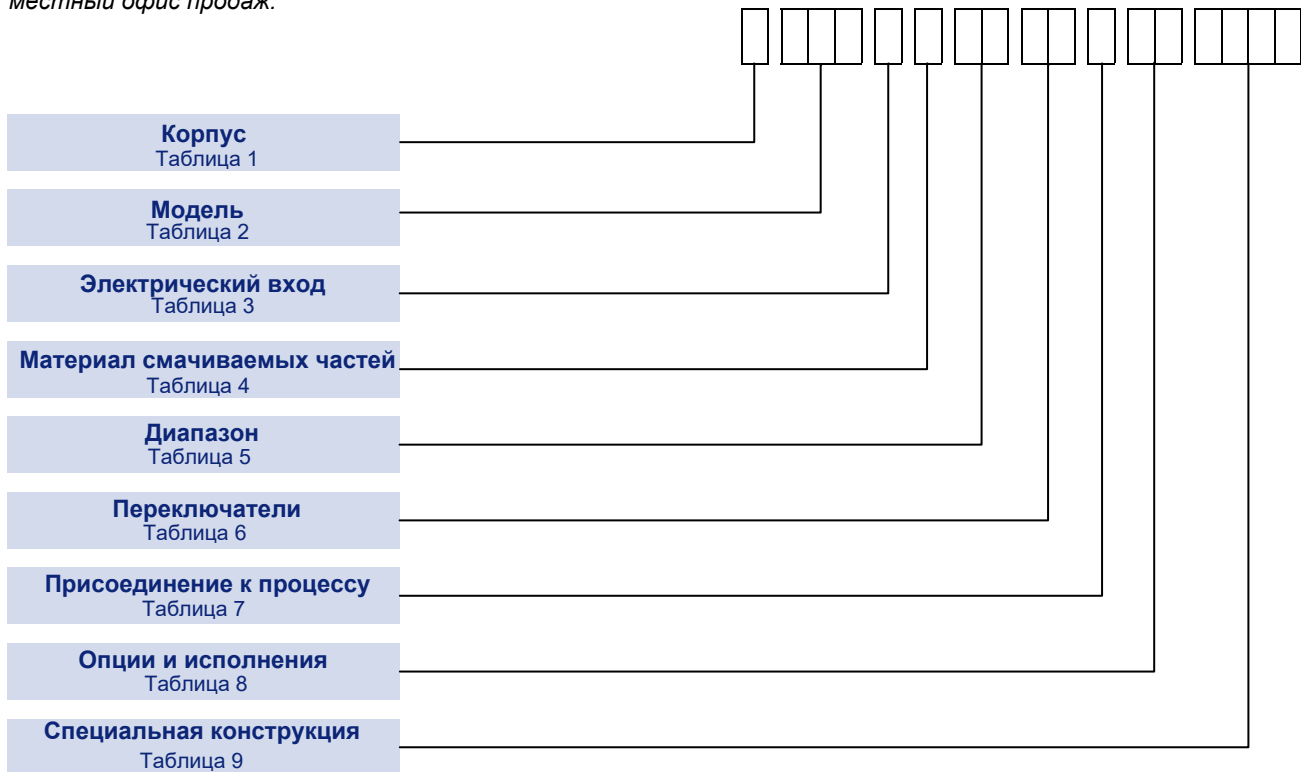 местный офис продаж.
Корпус
Таблица 1
Модель
Таблица 2
Электрический вход
Таблица 3
Материал смачиваемых частей
Таблица 4
Диапазон
Таблица 5
Переключатели
Таблица 6
Присоединение к процессу
Таблица 7
Опции и исполнения
Таблица 8
Специальная конструкция
Таблица 9